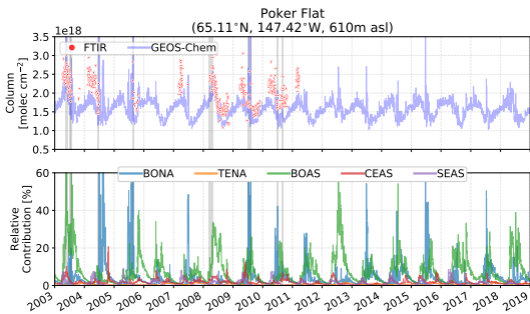 Poker Flat
(65.11°N, 147.42°W, 610m asl)
1e18
FTIR GEOS-Chem
Column
[molec cm⁻²]
3.5
3.0
2.5
2.0
1.5
1.0
0.5
BONA TENA BOAS CEAS SEAS
Relative
Contribution [%]
60
40
20
0
2003 2004 2005 2006 2007 2008 2009 2010 2011 2012 2013 2014 2015 2016 2017 2018 2019